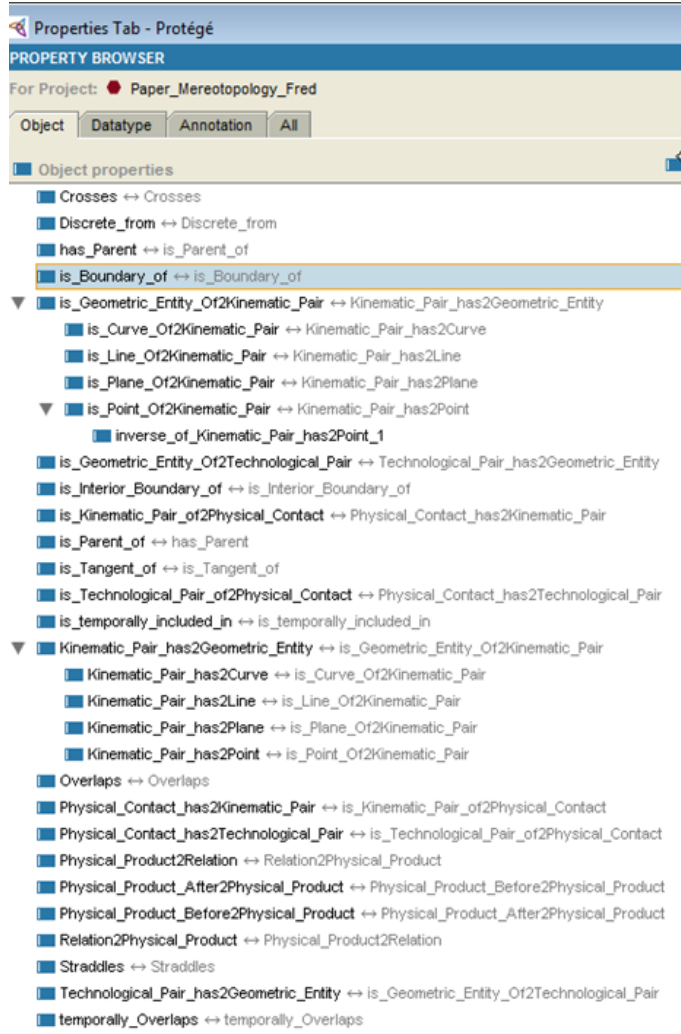 Properties Tab - Protégé
PROPERTY BROWSER
For Project: Paper_Mereotopology_Fred
Object Datatype Annotation All
Object properties
Crosses ↔ Crosses
Discrete_from ↔ Discrete_from
has_Parent ↔ is_Parent_of
is_Boundary_of ↔ is_Boundary_of
is_Geometric_Entity_Of2Kinematic_Pair ↔ Kinematic_Pair_has2Geometric_Entity
is_Curve_Of2Kinematic_Pair ↔ Kinematic_Pair_has2Curve
is_Line_Of2Kinematic_Pair ↔ Kinematic_Pair_has2Line
is_Plane_Of2Kinematic_Pair ↔ Kinematic_Pair_has2Plane
is_Point_Of2Kinematic_Pair ↔ Kinematic_Pair_has2Point
inverse_of_Kinematic_Pair_has2Point_1
is_Geometric_Entity_Of2Technological_Pair ↔ Technological_Pair_has2Geometric_Entity
is_Interior_Boundary_of ↔ is_Interior_Boundary_of
is_Kinematic_Pair_of2Physical_Contact ↔ Physical_Contact_has2Kinematic_Pair
is_Parent_of ↔ has_Parent
is_Tangent_of ↔ is_Tangent_of
is_Technological_Pair_of2Physical_Contact ↔ Physical_Contact_has2Technological_Pair
is_temporally_included_in ↔ is_temporally_included_in
Kinematic_Pair_has2Geometric_Entity ↔ is_Geometric_Entity_Of2Kinematic_Pair
Kinematic_Pair_has2Curve ↔ is_Curve_Of2Kinematic_Pair
Kinematic_Pair_has2Line ↔ is_Line_Of2Kinematic_Pair
Kinematic_Pair_has2Plane ↔ is_Plane_Of2Kinematic_Pair
Kinematic_Pair_has2Point ↔ is_Point_Of2Kinematic_Pair
Overlaps ↔ Overlaps
Physical_Contact_has2Kinematic_Pair ↔ is_Kinematic_Pair_of2Physical_Contact
Physical_Contact_has2Technological_Pair ↔ is_Technological_Pair_of2Physical_Contact
Physical_Product2Relation ↔ Relation2Physical_Product
Physical_Product_After2Physical_Product ↔ Physical_Product_Before2Physical_Product
Physical_Product_Before2Physical_Product ↔ Physical_Product_After2Physical_Product
Relation2Physical_Product ↔ Physical_Product2Relation
Straddles ↔ Straddles
Technological_Pair_has2Geometric_Entity ↔ is_Geometric_Entity_Of2Technological_Pair
temporally_Overlaps ↔ temporally_Overlaps